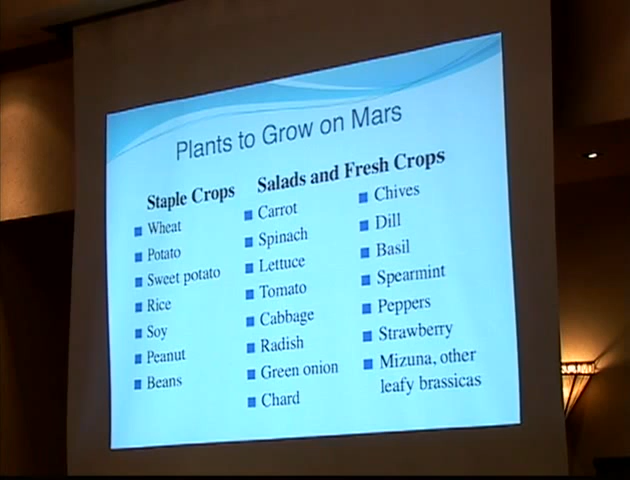 Plants to Grow on Mars
Staple Crops
Wheat
Potato
Sweet potato
Rice
Soy
Peanut
Beans
Salads and Fresh Crops
Carrot
Spinach
Lettuce
Tomato
Cabbage
Radish
Green onion
Chard
Chives
Dill
Basil
Spearmint
Peppers
Strawberry
Mizuna, other
leafy brassicas